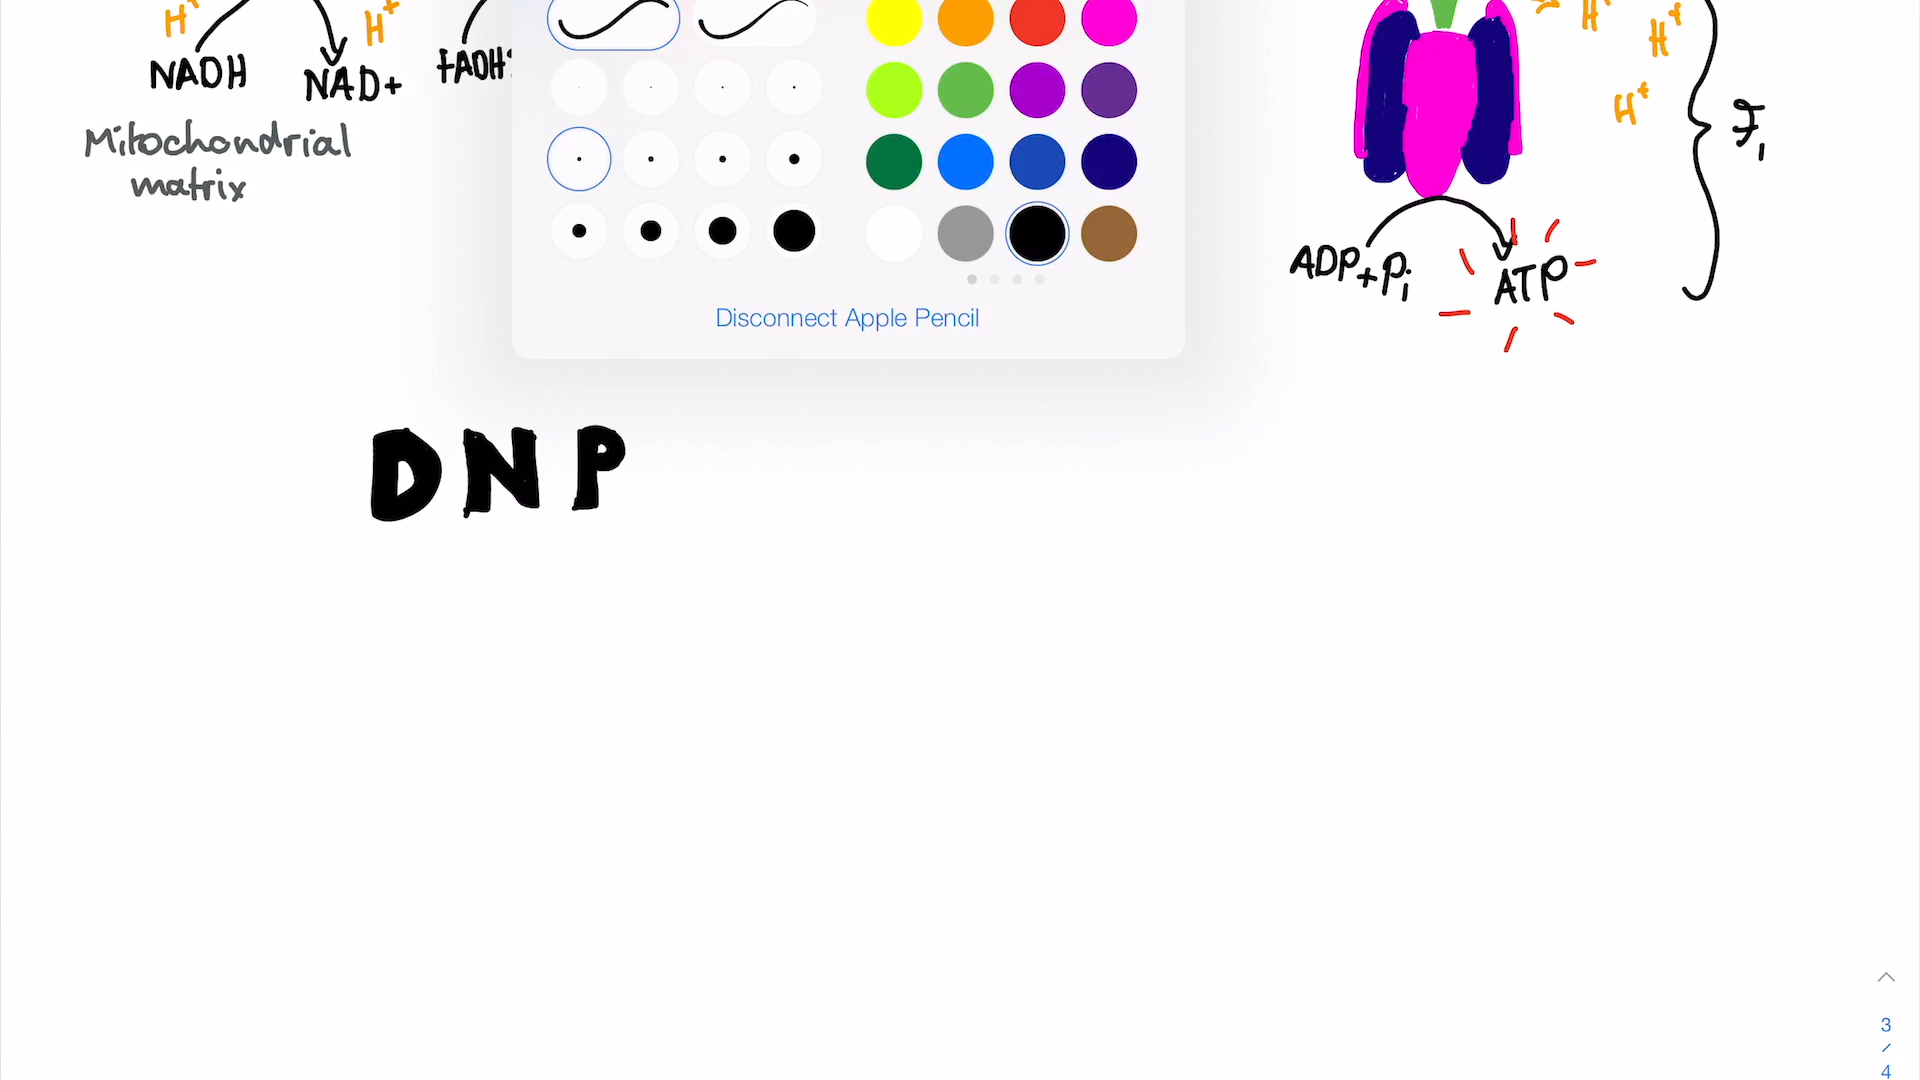 H+
H+
NADH
NAD+
Mitochondrial
matrix
Disconnect Apple Pencil
H+
H+
H+
F1
ADP+Pi
ATP
DNP
3
/
4